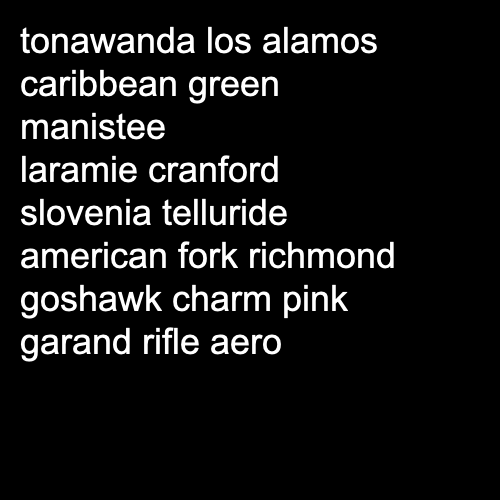 tonawanda los alamos
caribbean green
manistee
laramie cranford
slovenia telluride
american fork richmond
goshawk charm pink
garand rifle aero